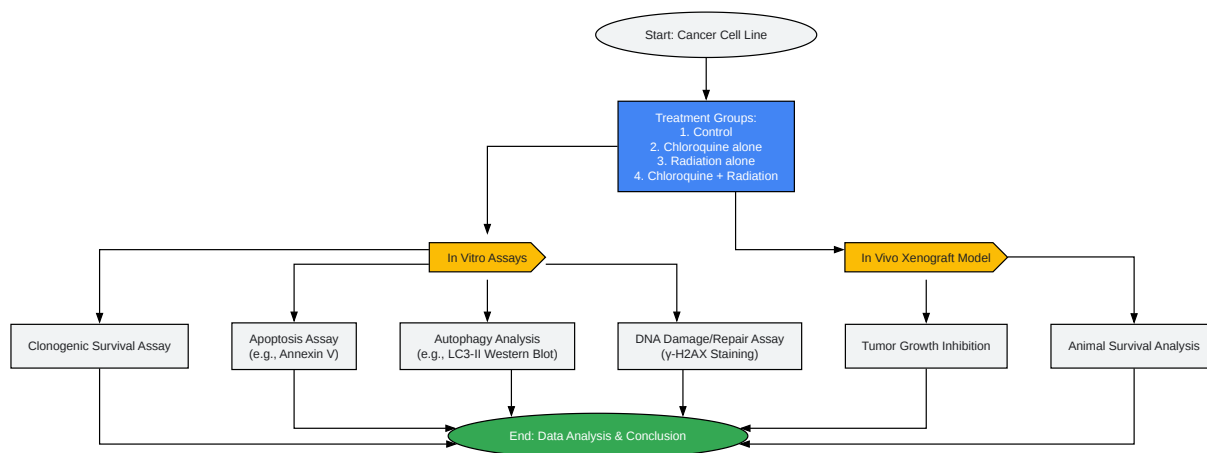 Start: Cancer Cell Line
Treatment Groups:
1. Control
2. Chloroquine alone
3. Radiation alone
4. Chloroquine + Radiation
In Vitro Assays
In Vivo Xenograft Model
Clonogenic Survival Assay
Apoptosis Assay
(e.g., Annexin V)
Autophagy Analysis
(e.g., LC3-II Western Blot)
DNA Damage/Repair Assay
(γ-H2AX Staining)
Tumor Growth Inhibition
Animal Survival Analysis
End: Data Analysis & Conclusion